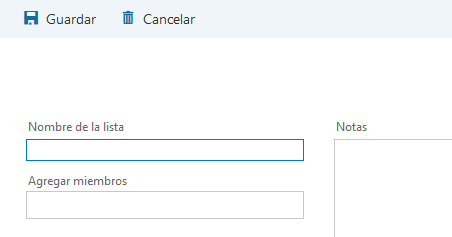 Guardar Cancelar
Nombre de la lista
Notas
Agregar miembros